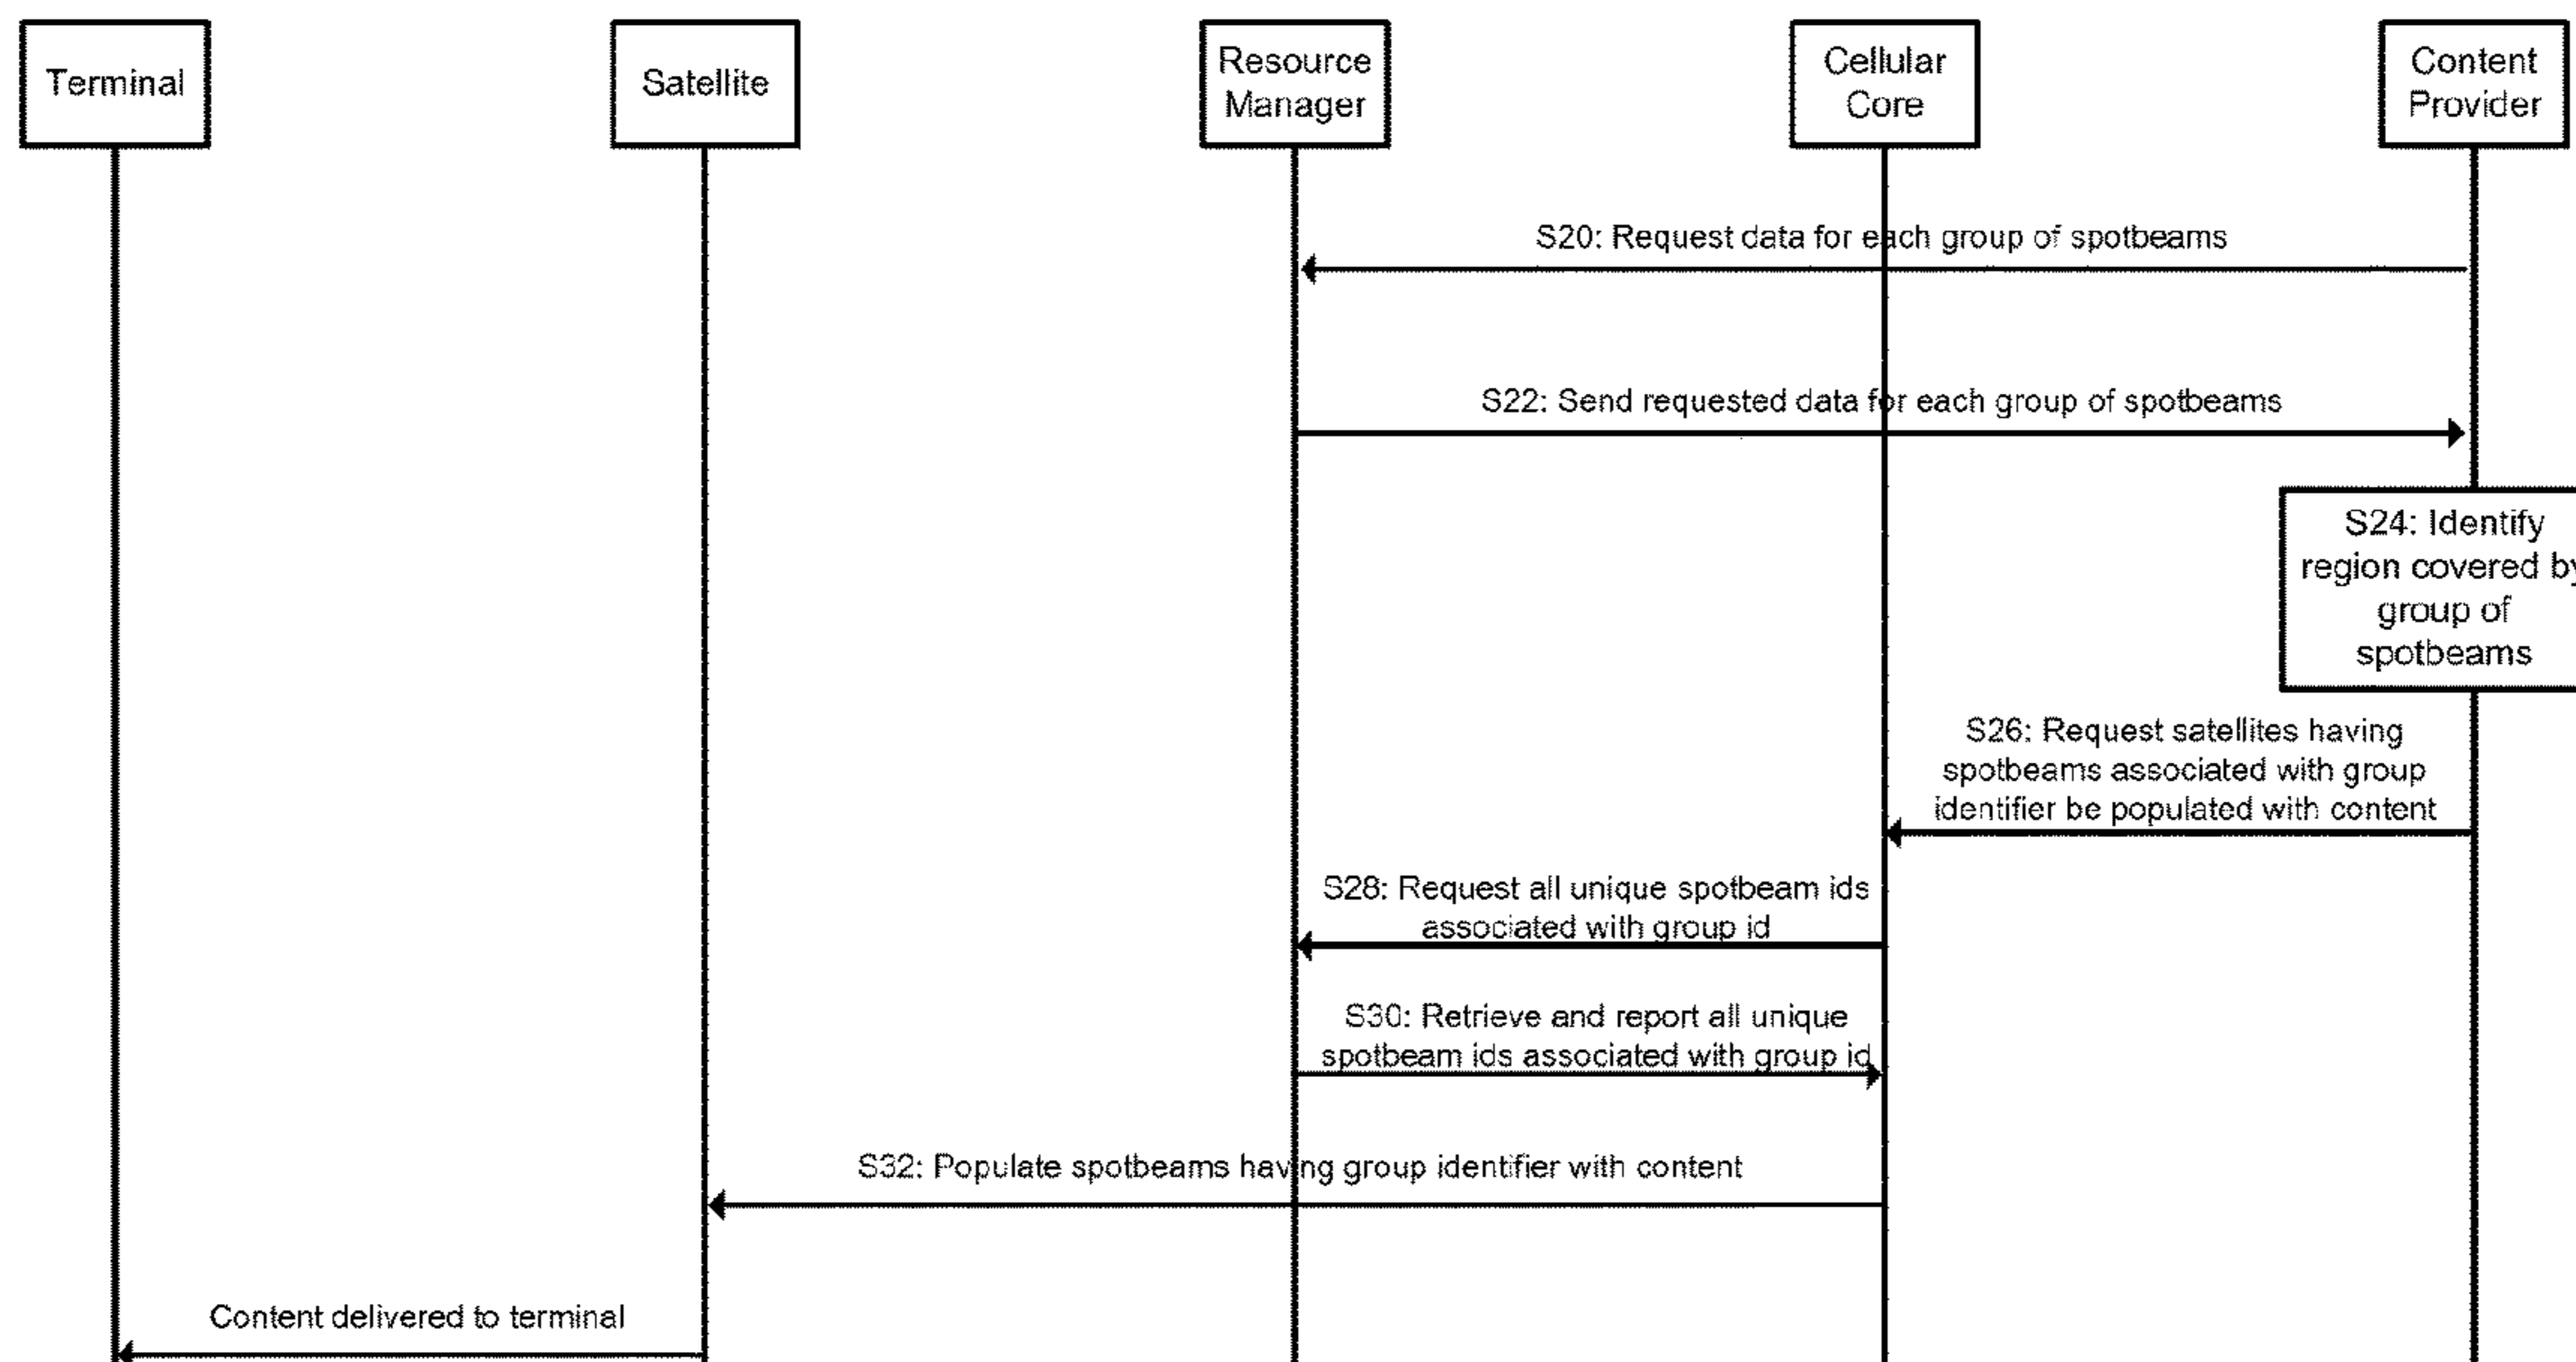 Terminal
Satellite
Resource
Manager
Cellular
Core
Content
Provider
S20: Request data for each group of spotbeams
S22: Send requested data for each group of spotbeams
S24: Identify
region covered by
group of
spotbeams
S26: Request satellites having
spotbeams associated with group
identifier be populated with content
S28: Request all unique spotbeam ids
associated with group id
S30: Retrieve and report all unique
spotbeam ids associated with group id
S32: Populate spotbeams having group identifier with content
Content delivered to terminal